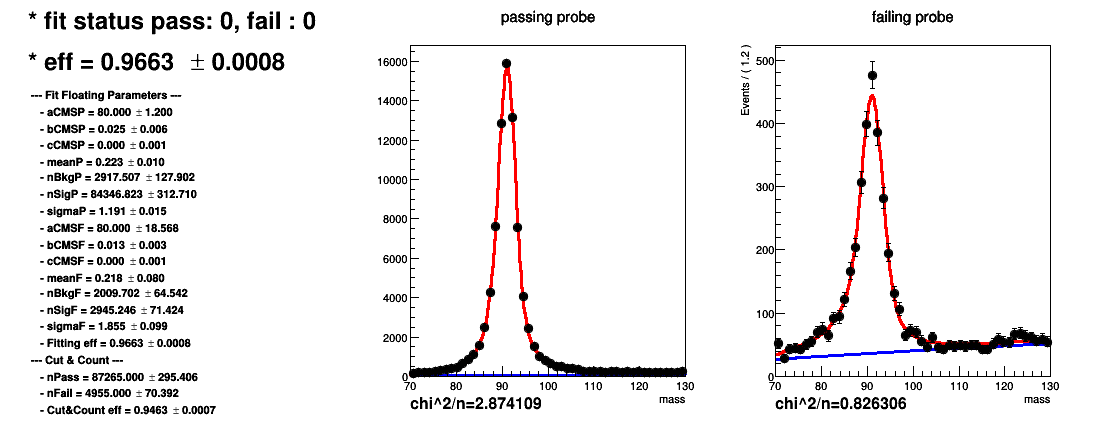 * fit status pass: 0, fail : 0
* eff = 0.9663 ± 0.0008
--- Fit Floating Parameters ---
- aCMSP = 80.000 ± 1.200
- bCMSP = 0.025 ± 0.006
- cCMSP = 0.000 ± 0.001
- meanP = 0.223 ± 0.010
- nBkgP = 2917.507 ± 127.902
- nSigP = 84346.823 ± 312.710
- sigmaP = 1.191 ± 0.015
- aCMSF = 80.000 ± 18.568
- bCMSF = 0.013 ± 0.003
- cCMSF = 0.000 ± 0.001
- meanF = 0.218 ± 0.080
- nBkgF = 2009.702 ± 64.542
- nSigF = 2945.246 ± 71.424
- sigmaF = 1.855 ± 0.099
- Fitting eff = 0.9663 ± 0.0008
--- Cut & Count ---
- nPass = 87265.000 ± 295.406
- nFail = 4955.000 ± 70.392
- Cut&Count eff = 0.9463 ± 0.0007
passing probe
16000
14000
12000
10000
8000
6000
4000
2000
0
70 80 90 100 110 120 130
mass
chi^2/n=2.874109
failing probe
Events / ( 1.2 )
500
400
300
200
100
0
70 80 90 100 110 120 130
mass
chi^2/n=0.826306